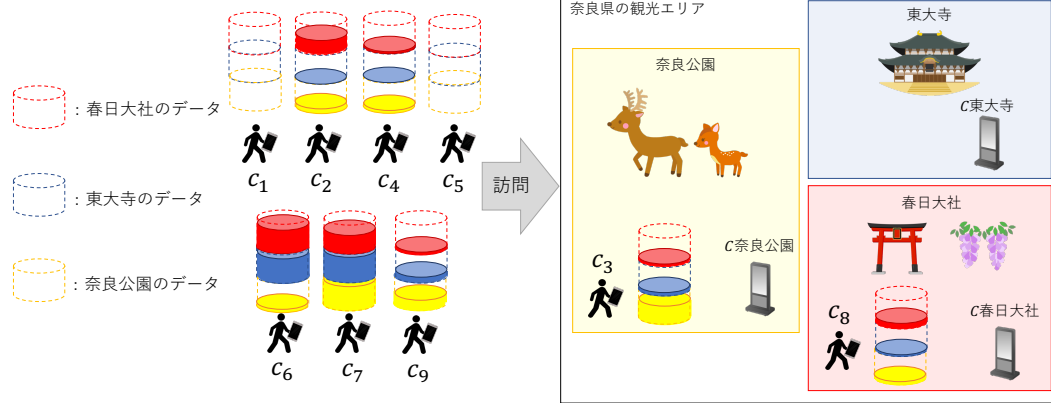 ：春日大社のデータ
：東大寺のデータ
：奈良公園のデータ
c₁
c₂
c₄
c₅
c₆
c₇
c₉
訪問
奈良県の観光エリア
奈良公園
c₃
c奈良公園
東大寺
c東大寺
春日大社
c₈
c春日大社